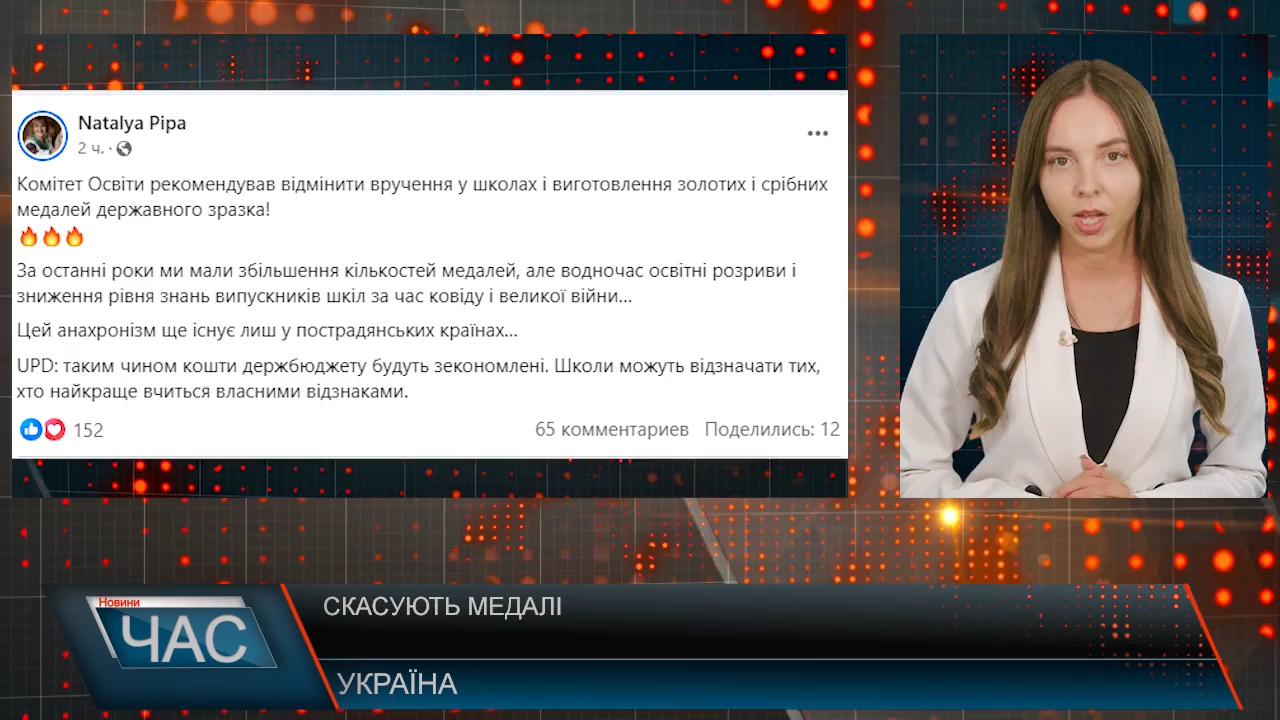 Natalya Pipa
2 ч. ·
Комітет Освіти рекомендував відмінити вручення у школах і виготовлення золотих і срібних
медалей державного зразка!
🔥🔥🔥
За останні роки ми мали збільшення кількостей медалей, але водночас освітні розриви і
зниження рівня знань випускників шкіл за час ковіду і великої війни...
Цей анахронізм ще існує лиш у пострадянських країнах...
UPD: таким чином кошти держбюджету будуть зекономлені. Школи можуть відзначати тих,
хто найкраще вчиться власними відзнаками.
152
65 комментариев Поделились: 12
Новини
ЧАС
СКАСУЮТЬ МЕДАЛІ
УКРАЇНА